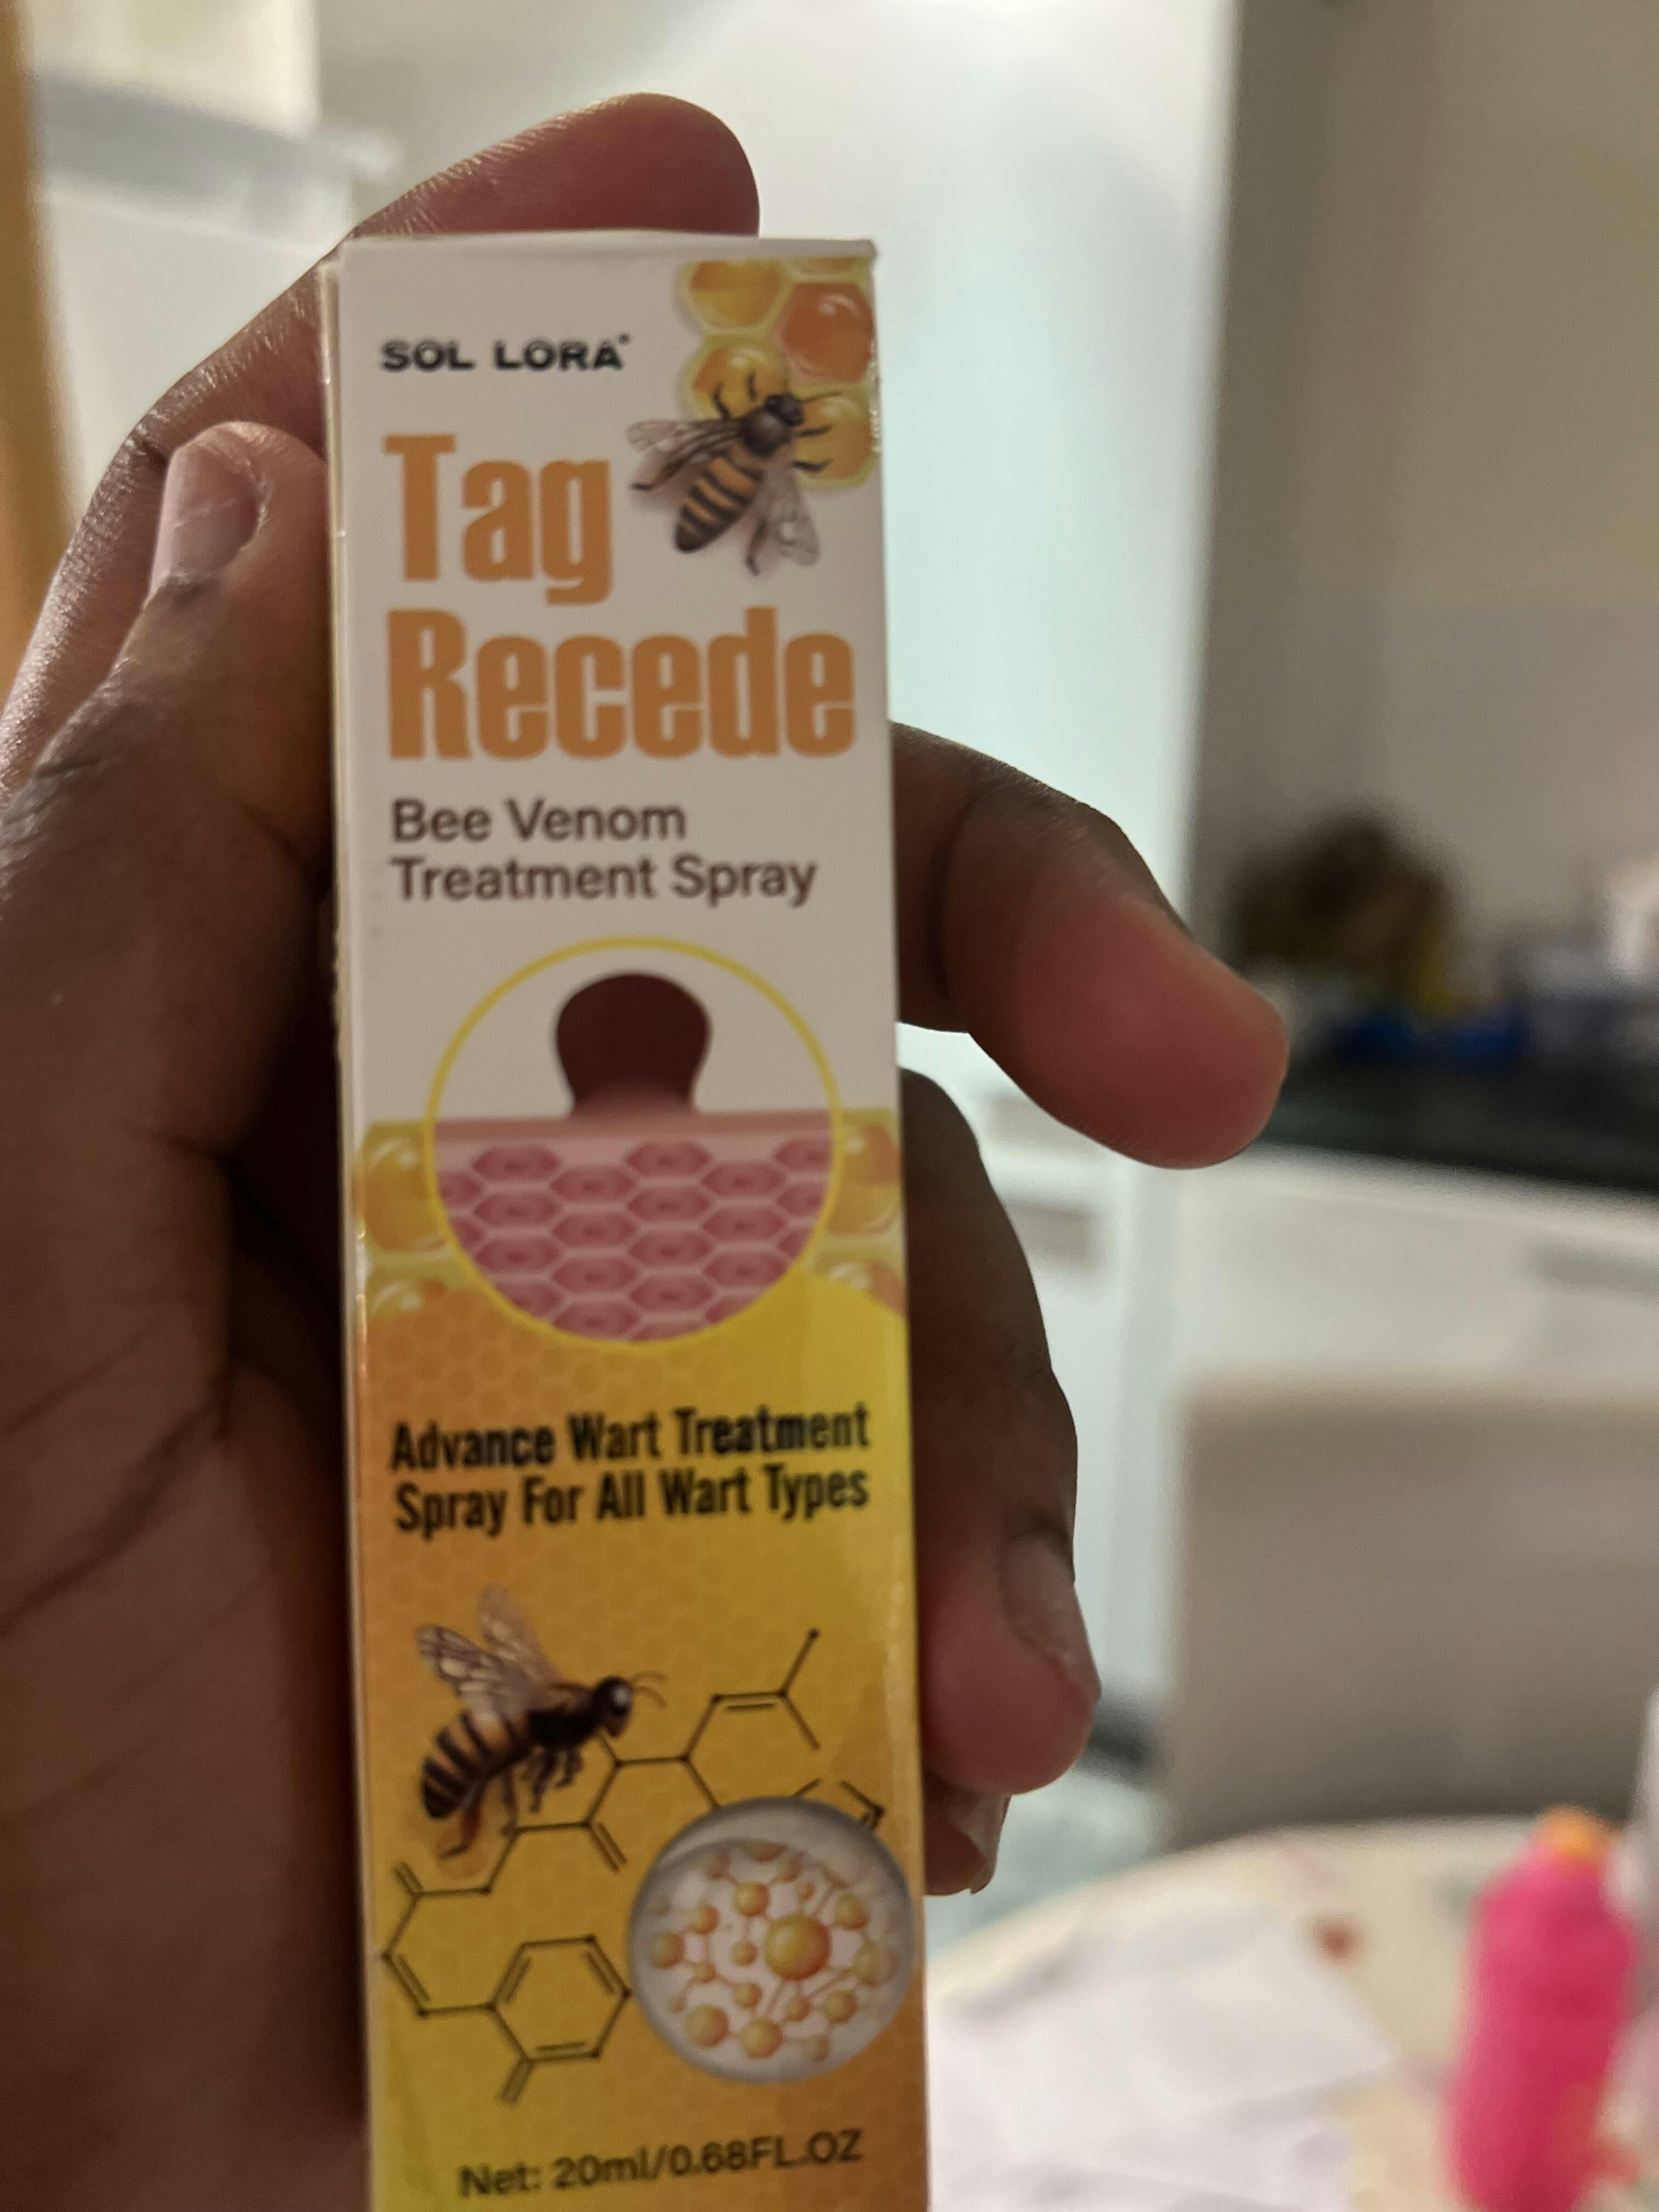 SOL LORA
Tag
Recede
Bee Venom
Treatment Spray
Advance Wart Treatment
Spray For All Wart Types
Net: 20ml/0.68FL.OZ